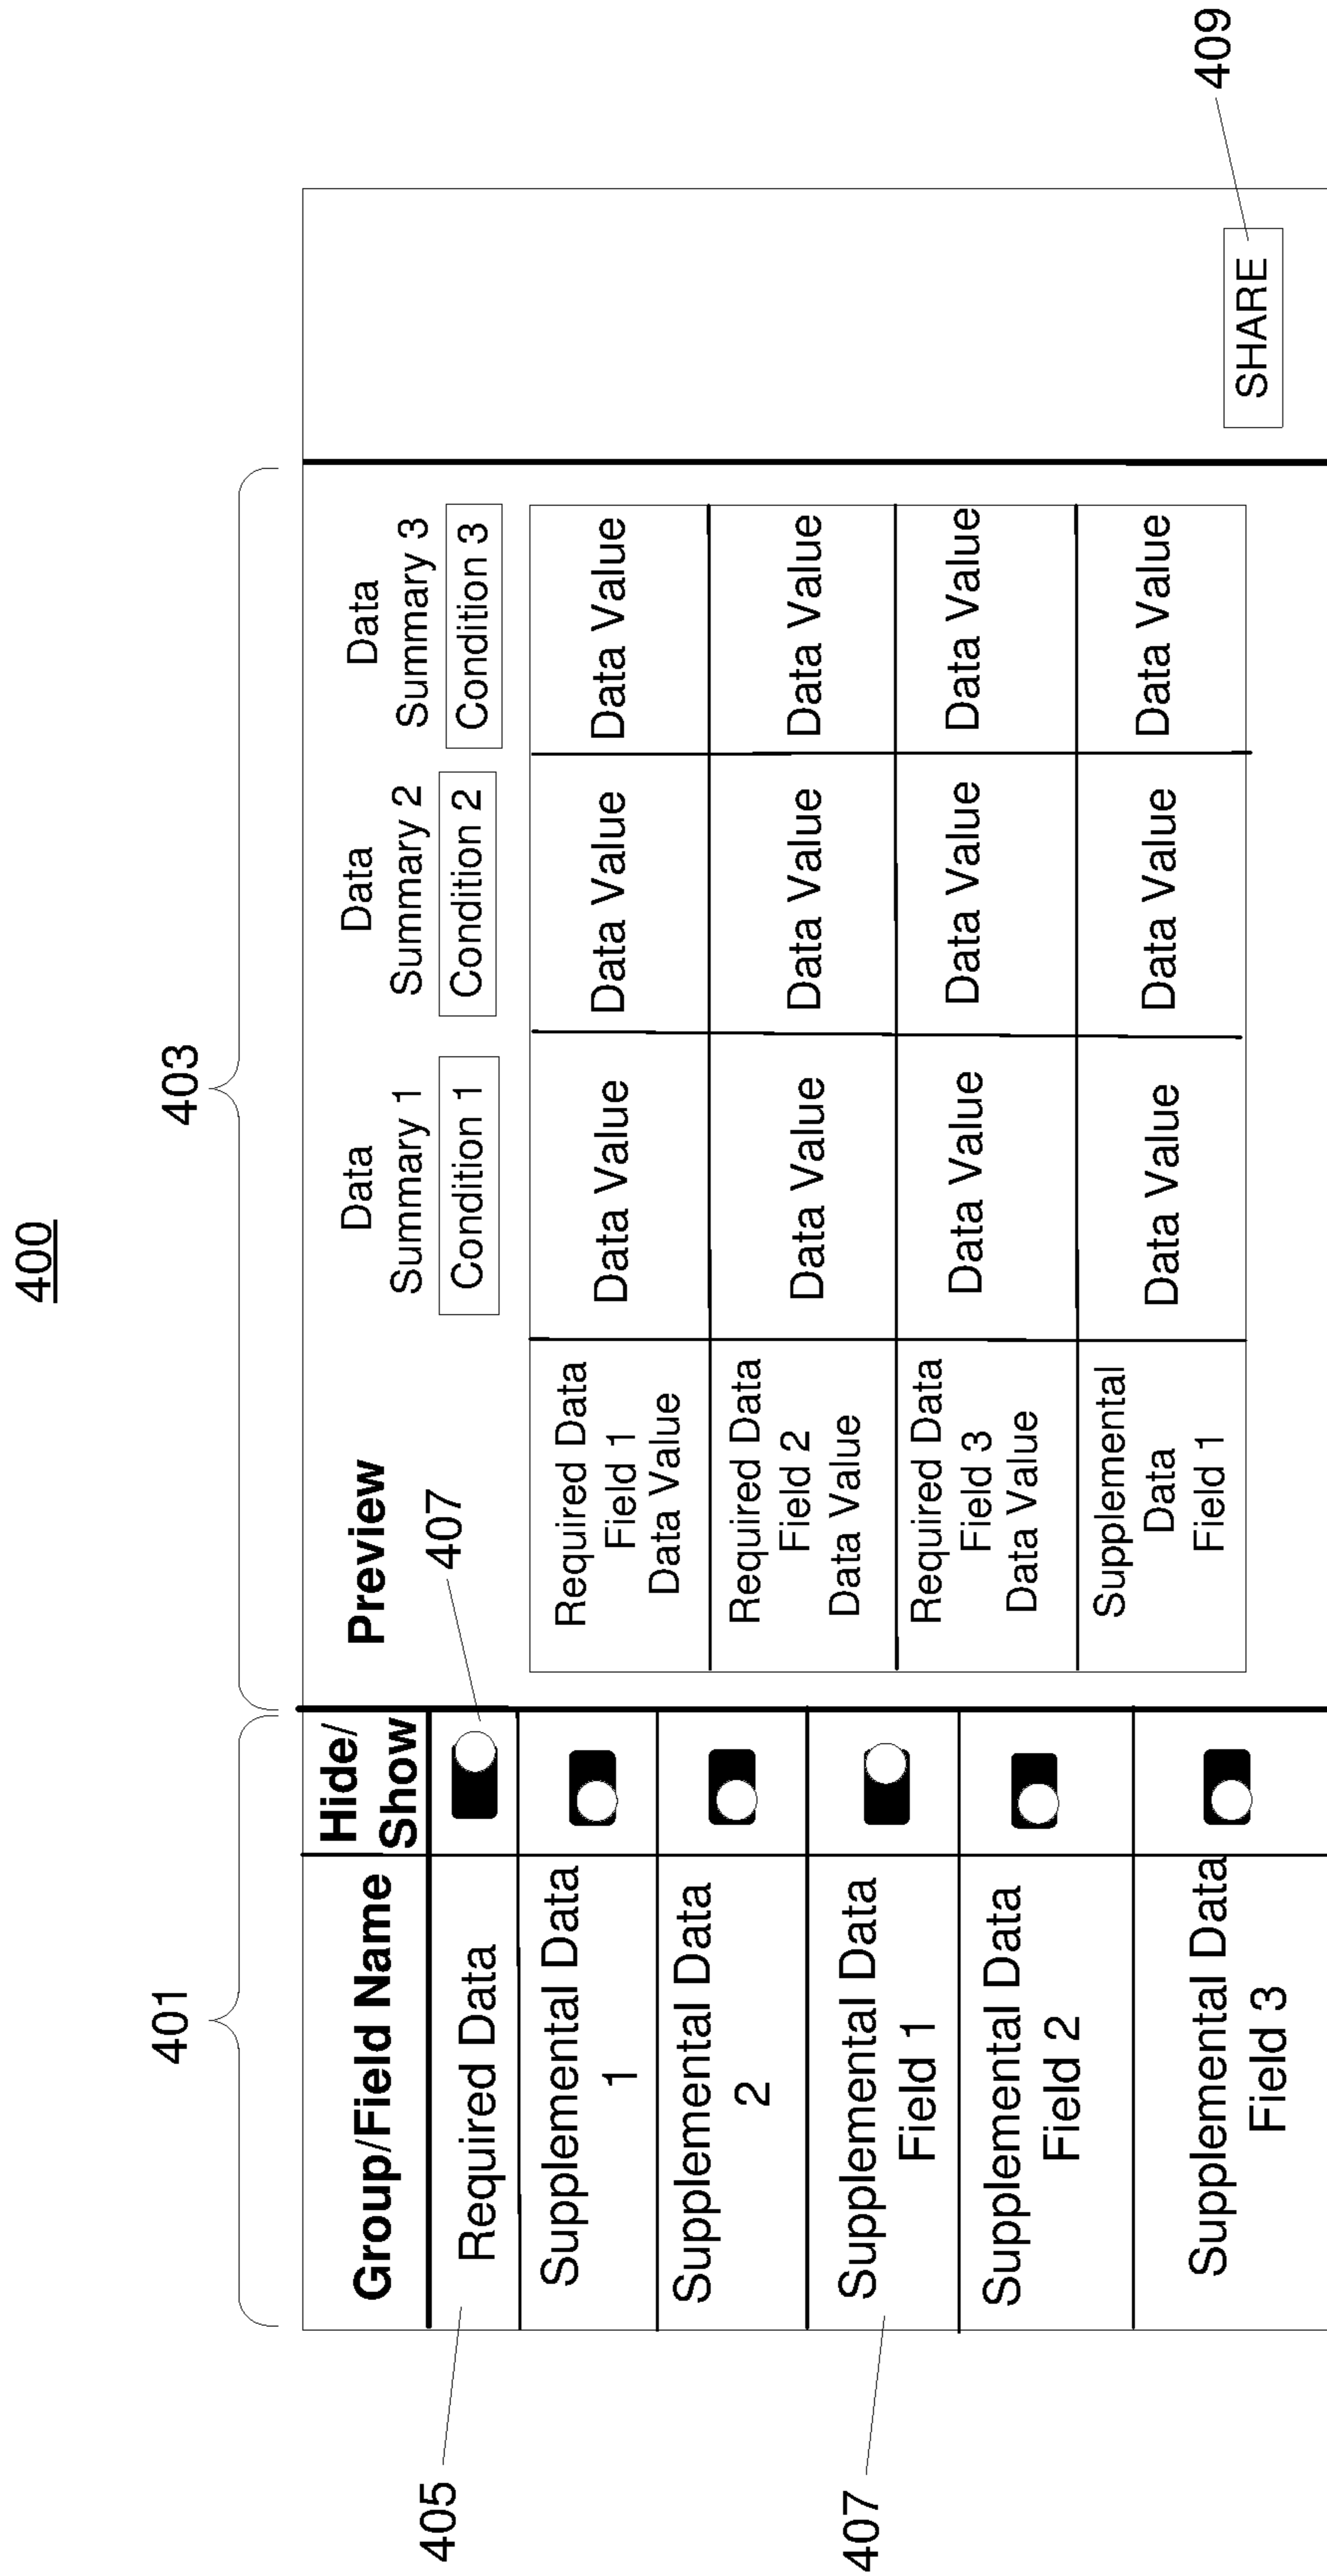 400
401
403
Group/Field Name
Hide/
Show
Required Data
Supplemental Data
1
Supplemental Data
2
Supplemental Data
Field 1
Supplemental Data
Field 2
Supplemental Data
Field 3
405
407
407
Preview
Data
Summary 1
Condition 1
Data
Summary 2
Condition 2
Data
Summary 3
Condition 3
Required Data
Field 1
Data Value
Data Value
Data Value
Data Value
Required Data
Field 2
Data Value
Data Value
Data Value
Data Value
Required Data
Field 3
Data Value
Data Value
Data Value
Data Value
Supplemental
Data
Field 1
Data Value
Data Value
Data Value
SHARE
409